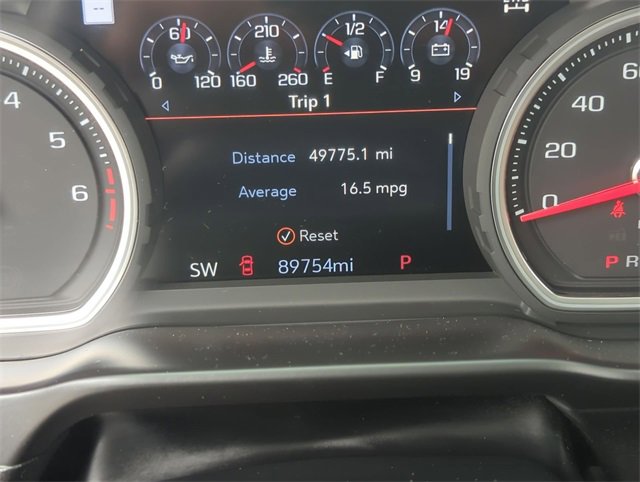 --
60 210 1/2 14
0 120 160 260 E F 9 19
Trip 1
Distance 49775.1 mi
Average 16.5 mpg
Reset
SW 89754mi P
4
5
6
60
40
20
0
P R